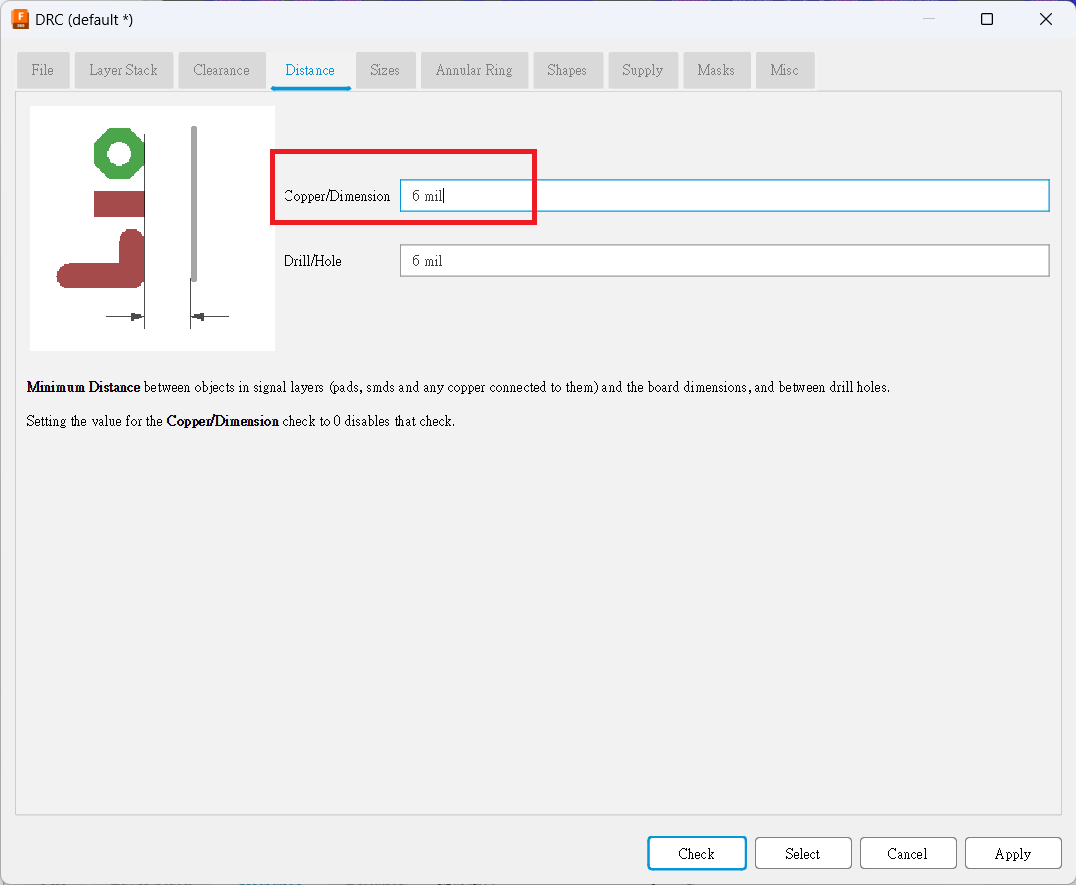 DRC (default *)
File Layer Stack Clearance Distance Sizes Annular Ring Shapes Supply Masks Misc
Copper/Dimension 6 mil
Drill/Hole 6 mil
Minimum Distance between objects in signal layers (pads, smds and any copper connected to them) and the board dimensions, and between drill holes.
Setting the value for the Copper/Dimension check to 0 disables that check.
Check Select Cancel Apply